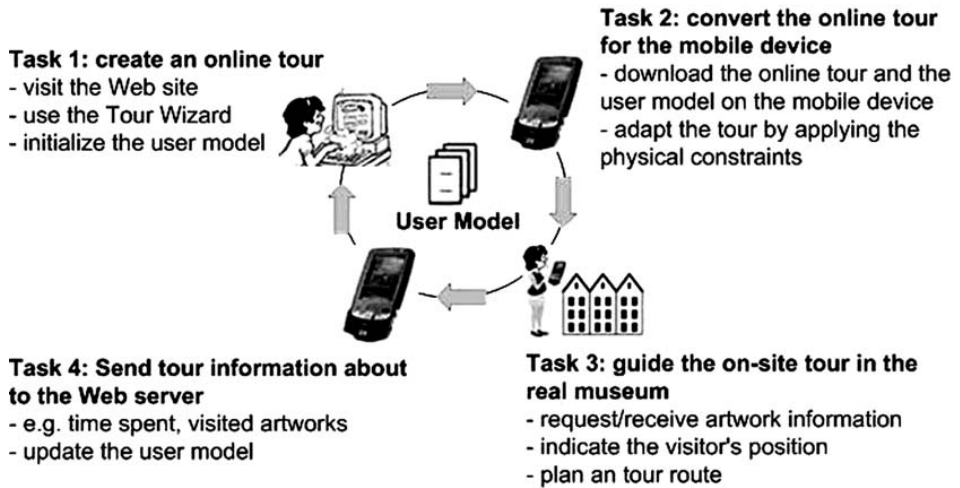 Task 1: create an online tour
- visit the Web site
- use the Tour Wizard
- initialize the user model
Task 2: convert the online tour
for the mobile device
- download the online tour and the
user model on the mobile device
- adapt the tour by applying the
physical constraints
User Model
Task 4: Send tour information about
to the Web server
- e.g. time spent, visited artworks
- update the user model
Task 3: guide the on-site tour in the
real museum
- request/receive artwork information
- indicate the visitor's position
- plan an tour route